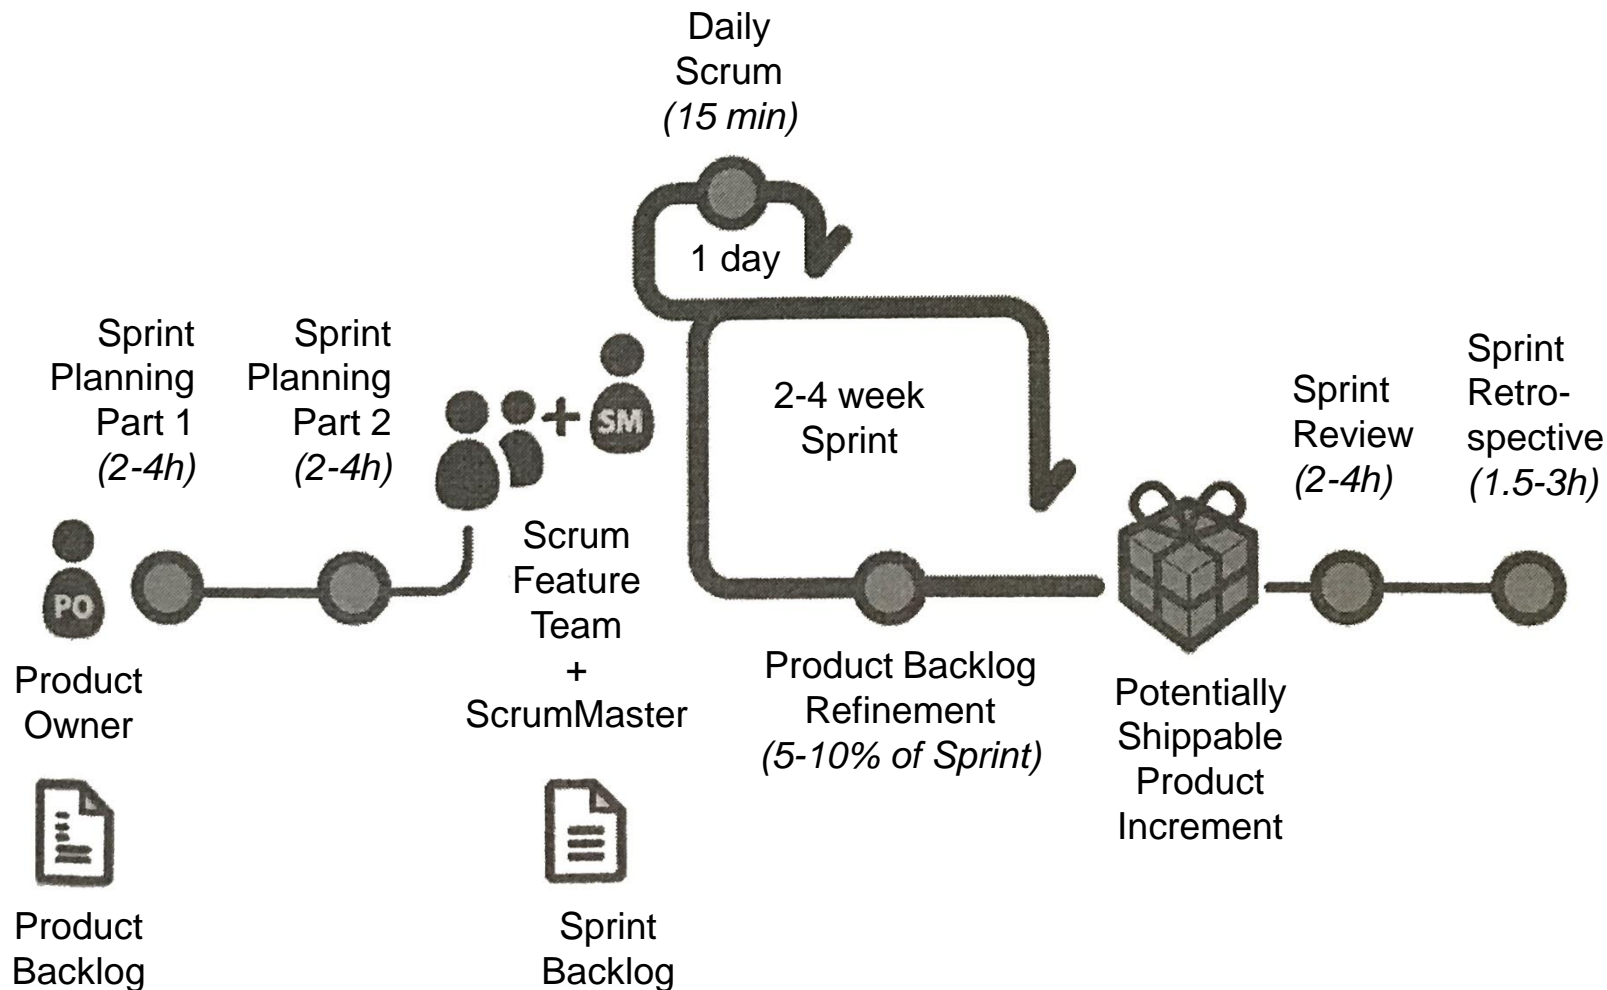 Daily
Scrum
(15 min)
1 day
Sprint
Planning
Part 1
(2-4h)
Sprint
Planning
Part 2
(2-4h)
SM
2-4 week
Sprint
Sprint
Review
(2-4h)
Sprint
Retro-
spective
(1.5-3h)
PO
Product
Owner
Scrum
Feature
Team
+
ScrumMaster
Product Backlog
Refinement
(5-10% of Sprint)
Potentially
Shippable
Product
Increment
Product
Backlog
Sprint
Backlog